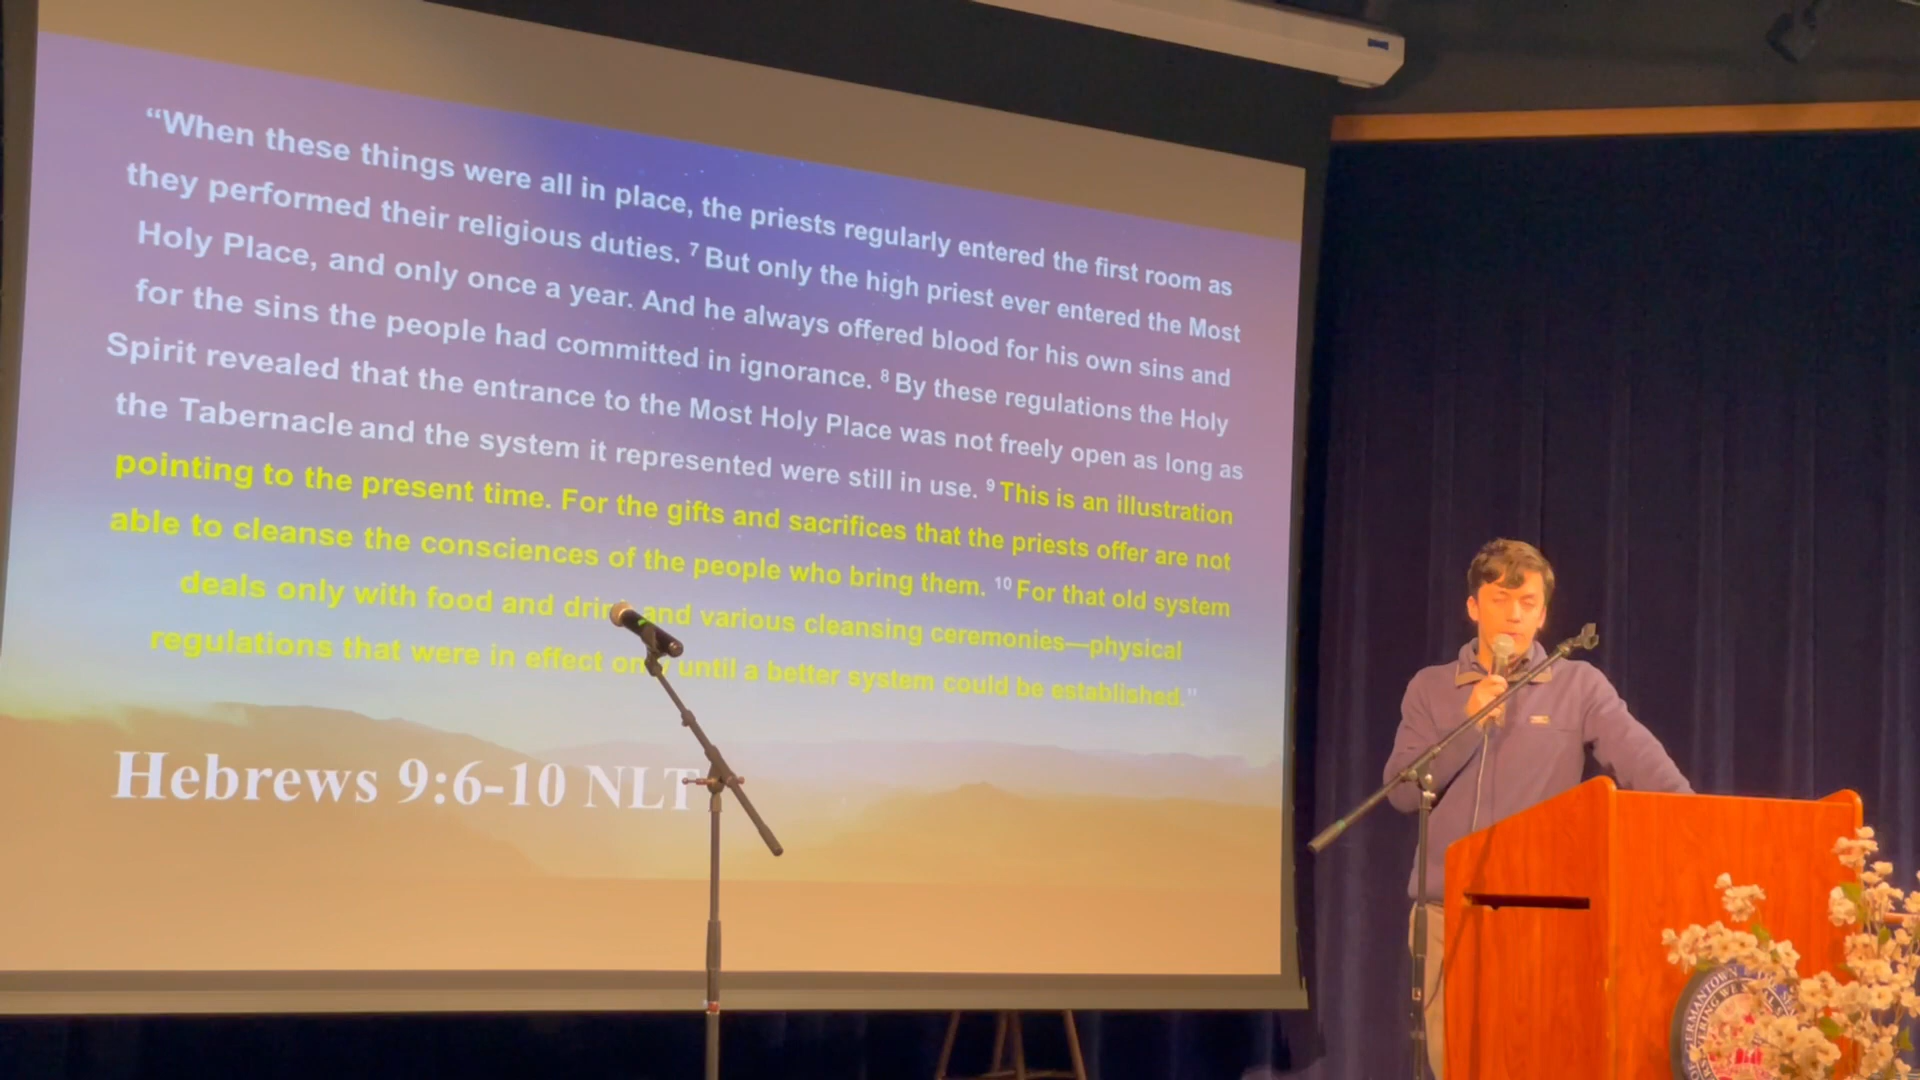 “When these things were all in place, the priests regularly entered the first room as
they performed their religious duties. 7 But only the high priest ever entered the Most
Holy Place, and only once a year. And he always offered blood for his own sins and
for the sins the people had committed in ignorance. 8 By these regulations the Holy
Spirit revealed that the entrance to the Most Holy Place was not freely open as long as
the Tabernacle and the system it represented were still in use. 9 This is an illustration
pointing to the present time. For the gifts and sacrifices that the priests offer are not
able to cleanse the consciences of the people who bring them. 10 For that old system
deals only with food and drink and various cleansing ceremonies—physical
regulations that were in effect only until a better system could be established.”
Hebrews 9:6-10 NLT
GERMANTOWN